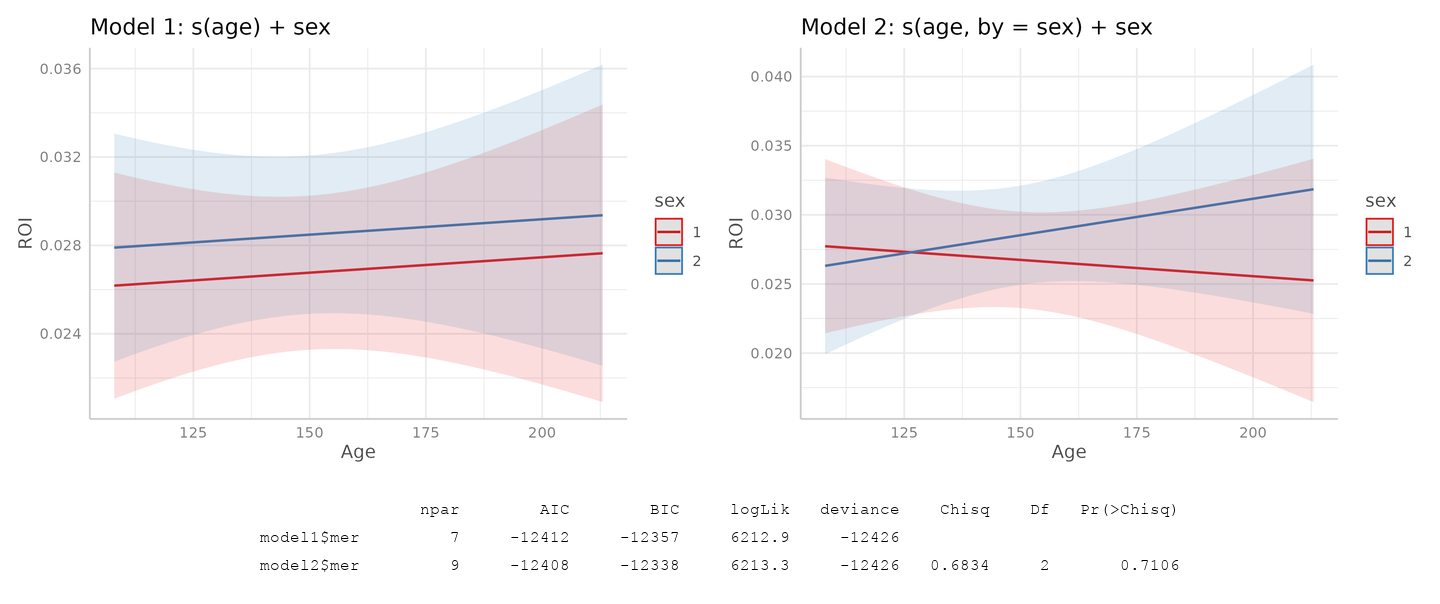 Model 1: s(age) + sex
0.036
0.032
0.028
0.024
ROI
125 150 175 200
Age
sex
1
2
Model 2: s(age, by = sex) + sex
0.040
0.035
0.030
0.025
0.020
ROI
125 150 175 200
Age
sex
1
2
npar AIC BIC logLik deviance Chisq Df Pr(>Chisq)
model1$mer 7 -12412 -12357 6212.9 -12426
model2$mer 9 -12408 -12338 6213.3 -12426 0.6834 2 0.7106